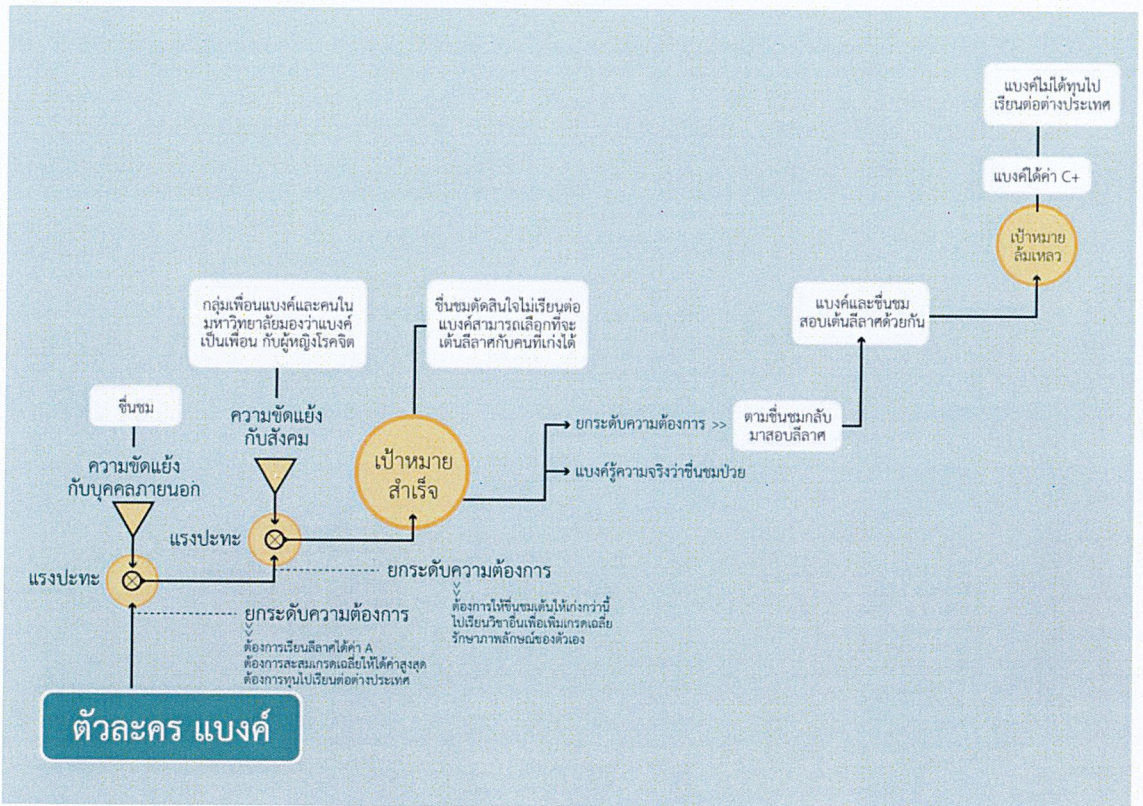 แบงค์ไม่ได้ทุนไป
เรียนต่อต่างประเทศ
แบงค์ได้ค่า C+
เป้าหมาย
ล้มเหลว
กลุ่มเพื่อนแบงค์และคนใน
มหาวิทยาลัยมองว่าแบงค์
เป็นเพื่อน กับผู้หญิงโรคจิต
ชื่นชมตัดสินใจไม่เรียนต่อ
แบงค์สามารถเลือกที่จะ
เต้นลีลาศกับคนที่เก่งได้
แบงค์และชื่นชม
สอบเต้นลีลาศด้วยกัน
ชื่นชม
ความขัดแย้ง
กับสังคม
ความขัดแย้ง
กับบุคคลภายนอก
เป้าหมาย
สำเร็จ
ยกระดับความต้องการ >>
ตามชื่นชมกลับ
มาสอบลีลาศ
แบงค์รู้ความจริงว่าชื่นชมป่วย
แรงปะทะ
แรงปะทะ
ยกระดับความต้องการ
ต้องการให้ชื่นชมเต้นให้เก่งกว่านี้
ไปเรียนวิชาอื่นเพื่อเพิ่มเกรดเฉลี่ย
รักษาภาพลักษณ์ของตัวเอง
ยกระดับความต้องการ
ต้องการเรียนลีลาศได้ค่า A
ต้องการสะสมเกรดเฉลี่ยให้ได้ค่าสูงสุด
ต้องการทุนไปเรียนต่อต่างประเทศ
ตัวละคร แบงค์